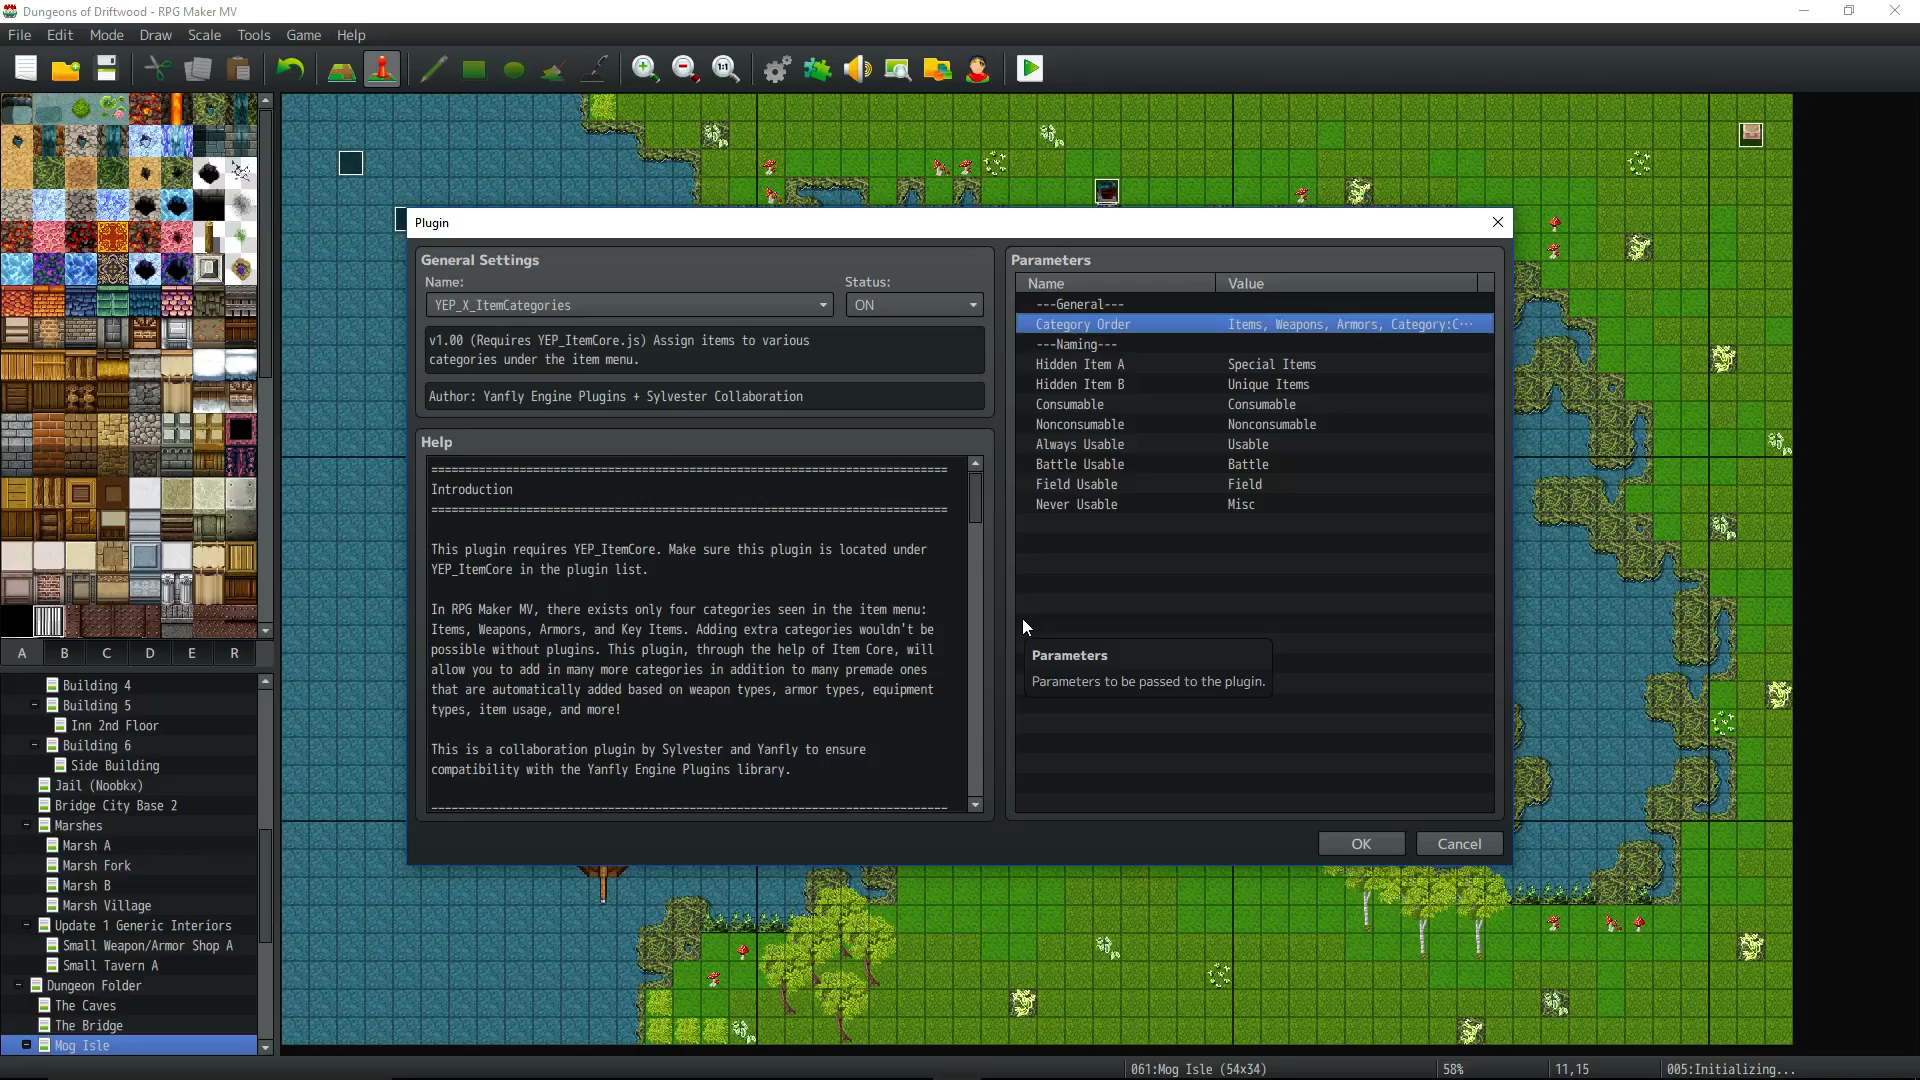 Dungeons of Driftwood - RPG Maker MV
File Edit Mode Draw Scale Tools Game Help
1:1
Plugin
General Settings
Name:
Status:
YEP_X_ItemCategories
ON
v1.00 (Requires YEP_ItemCore.js) Assign items to various
categories under the item menu.
Author: Yanfly Engine Plugins + Sylvester Collaboration
Help
================================================================================
Introduction
================================================================================
This plugin requires YEP_ItemCore. Make sure this plugin is located under
YEP_ItemCore in the plugin list.
In RPG Maker MV, there exists only four categories seen in the item menu:
Items, Weapons, Armors, and Key Items. Adding extra categories wouldn't be
possible without plugins. This plugin, through the help of Item Core, will
allow you to add in many more categories in addition to many premade ones
that are automatically added based on weapon types, armor types, equipment
types, item usage, and more!
This is a collaboration plugin by Sylvester and Yanfly to ensure
compatibility with the Yanfly Engine Plugins library.
Parameters
Name Value
---General---
Category Order Items, Weapons, Armors, Category:C···
---Naming---
Hidden Item A Special Items
Hidden Item B Unique Items
Consumable Consumable
Nonconsumable Nonconsumable
Always Usable Usable
Battle Usable Battle
Field Usable Field
Never Usable Misc
Parameters
Parameters to be passed to the plugin.
OK Cancel
A B C D E R
Building 4
Building 5
Inn 2nd Floor
Building 6
Side Building
Jail (Noobkx)
Bridge City Base 2
Marshes
Marsh A
Marsh Fork
Marsh B
Marsh Village
Update 1 Generic Interiors
Small Weapon/Armor Shop A
Small Tavern A
Dungeon Folder
The Caves
The Bridge
Mog Isle
061:Mog Isle (54x34) 58% 11,15 005:Initializing...